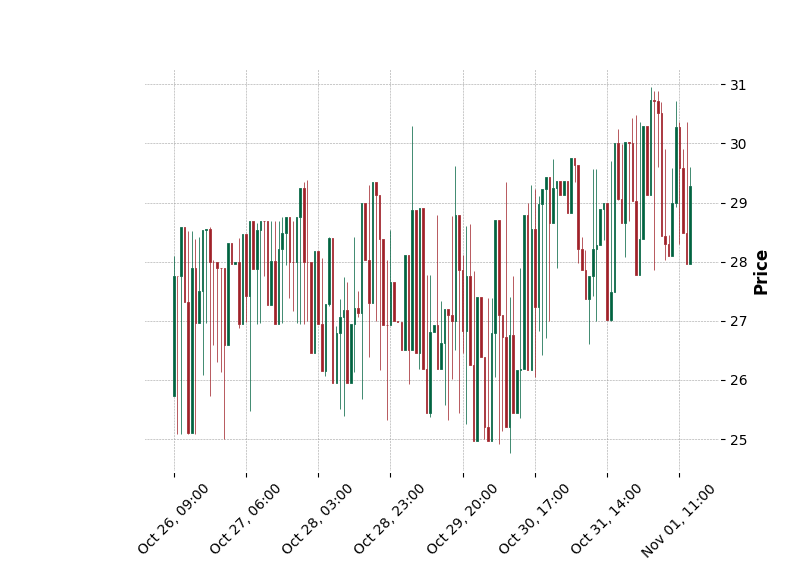 31
30
29
28
27
26
25
Price
Oct 26, 09:00
Oct 27, 06:00
Oct 28, 03:00
Oct 28, 23:00
Oct 29, 20:00
Oct 30, 17:00
Oct 31, 14:00
Nov 01, 11:00